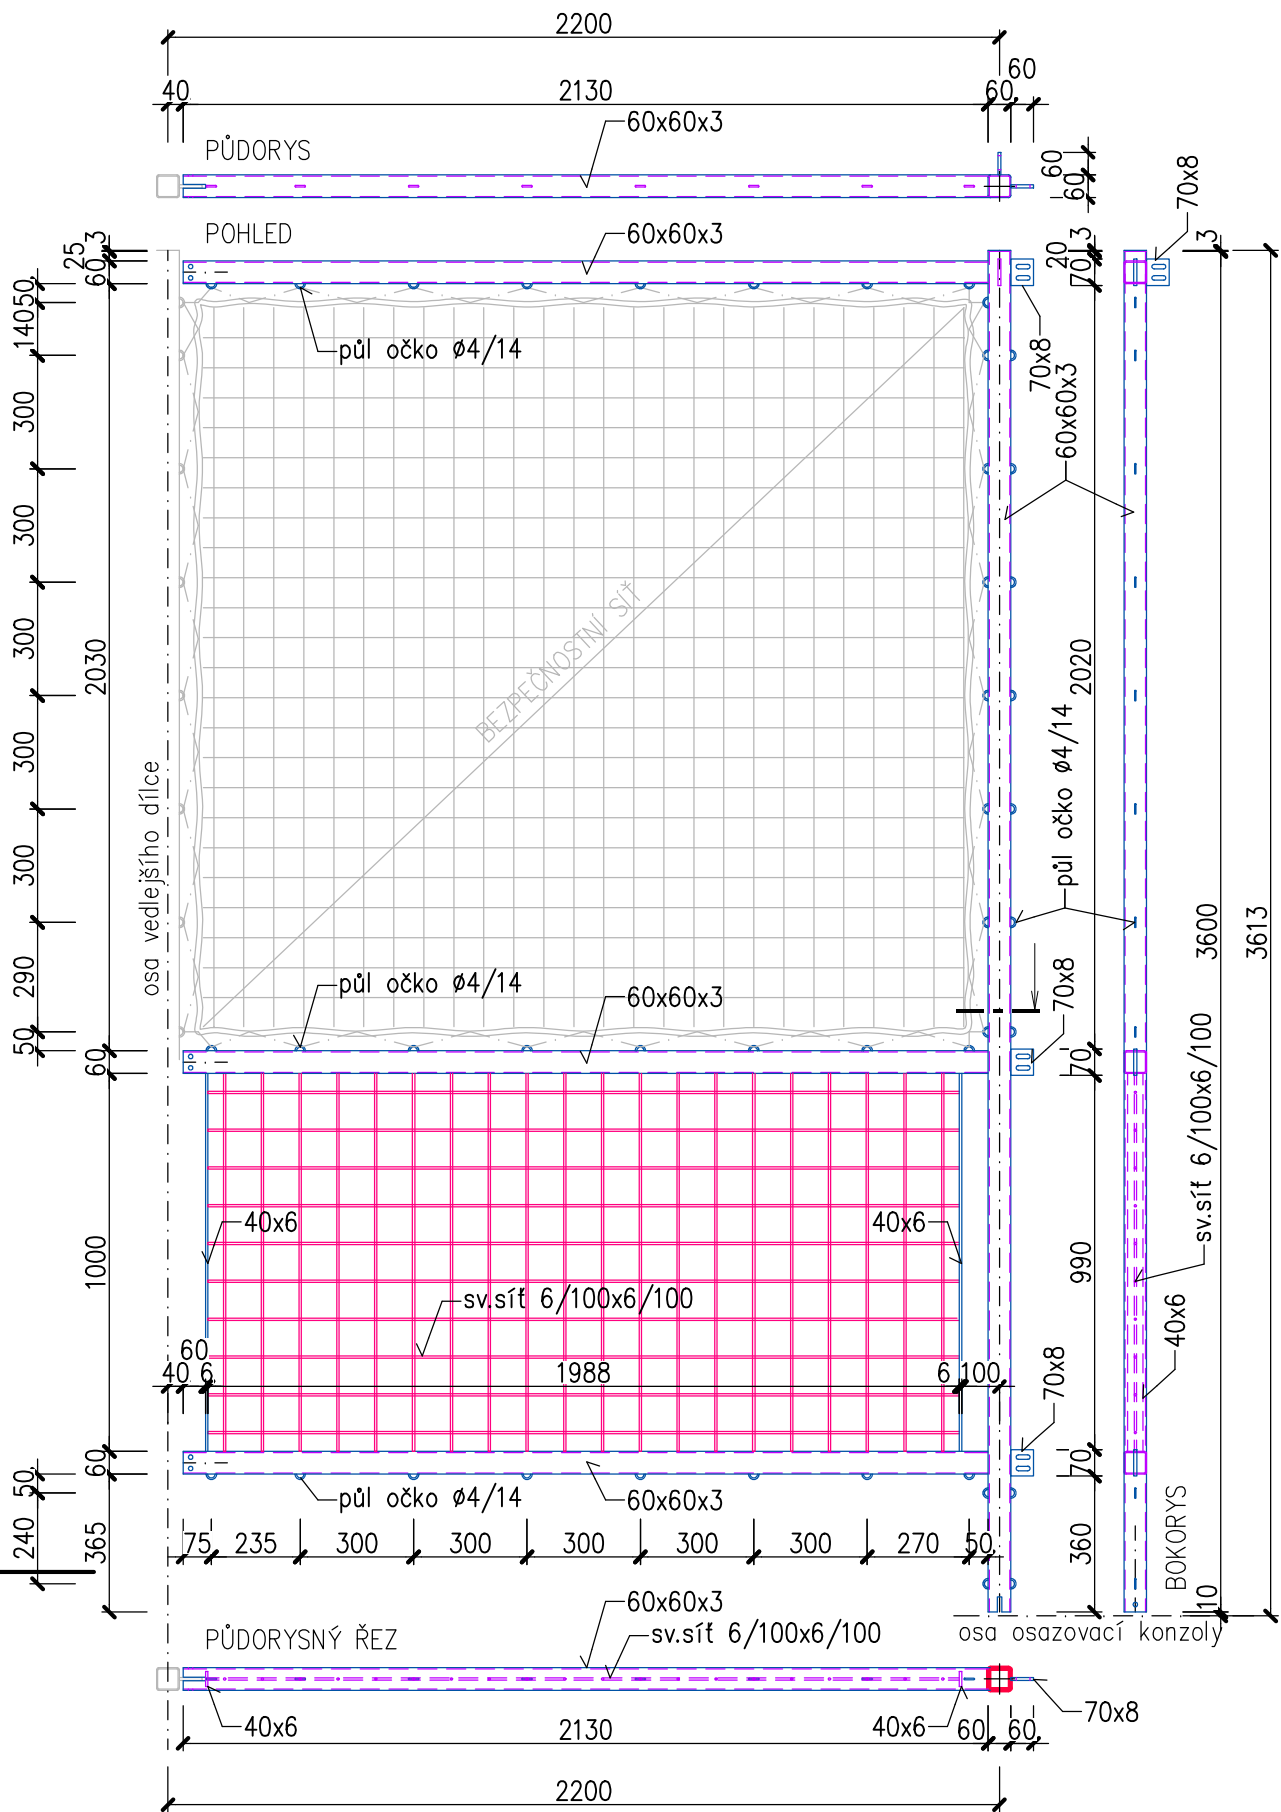 2200
60
40
2130
60
60x60x3
PŮDORYS
60
60
70x8
POHLED
60x60x3
25
3
60
20
3
70
3
50
140
půl očko ø4/14
70x8
60x60x3
300
300
300
300
300
290
50
2030
BEZPEČNOSTNÍ SÍŤ
osa vedlejšího dílce
2020
půl očko ø4/14
3600
3613
půl očko ø4/14
60x60x3
70x8
60
70
sv.síť 6/100x6/100
40x6
40x6
1000
990
sv.síť 6/100x6/100
40x6
60
40
6
1988
6
100
70x8
60
70
50
půl očko ø4/14
60x60x3
240
365
75
235
300
300
300
300
300
270
50
360
BOKORYS
10
60x60x3
PŮDORYSNÝ ŘEZ
sv.síť 6/100x6/100
osa osazovací konzoly
40x6
40x6
70x8
2130
60
60
2200